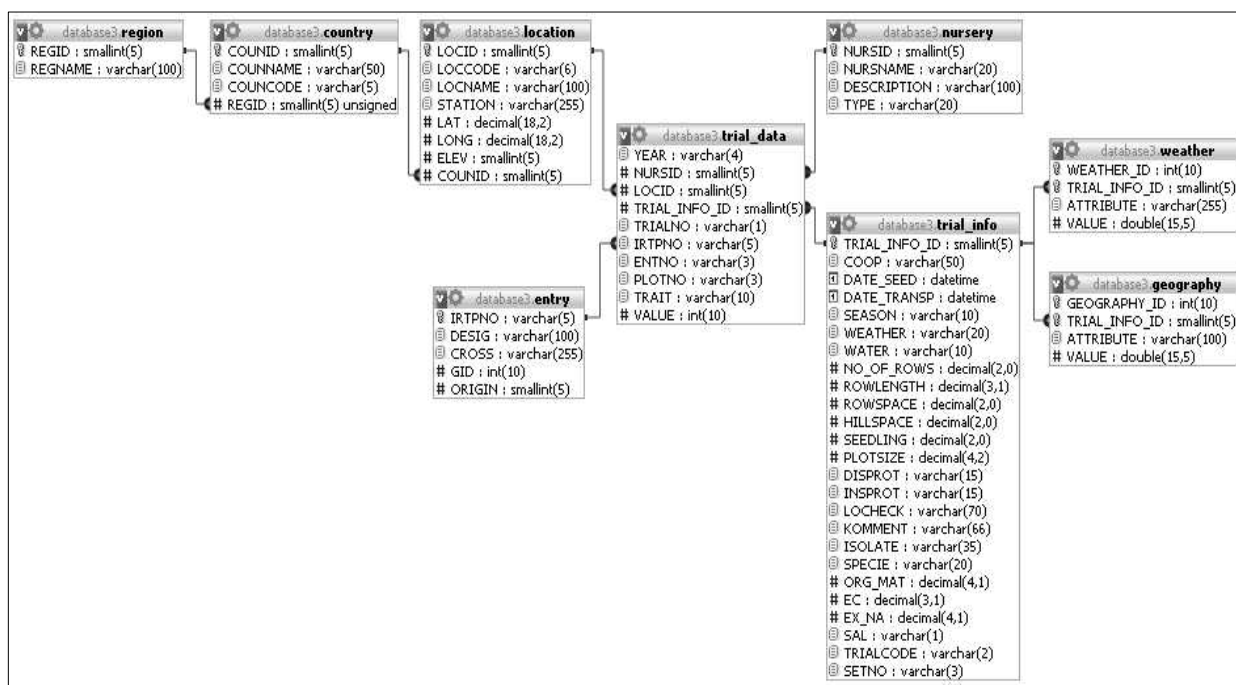 database3.region
REGID : smallint(5)
REGNAME : varchar(100)
database3.country
COUNID : smallint(5)
COUNNAME : varchar(50)
COUNCODE : varchar(5)
# REGID : smallint(5) unsigned
database3.location
LOCID : smallint(5)
LOCCODE : varchar(6)
LOCNAME : varchar(100)
STATION : varchar(255)
# LAT : decimal(18,2)
# LONG : decimal(18,2)
# ELEV : smallint(5)
# COUNID : smallint(5)
database3.trial_data
YEAR : varchar(4)
# NURSID : smallint(5)
# LOCID : smallint(5)
# TRIAL_INFO_ID : smallint(5)
TRIALNO : varchar(1)
IRTPNO : varchar(5)
ENTNO : varchar(3)
PLOTNO : varchar(3)
TRAIT : varchar(10)
# VALUE : int(10)
database3.entry
IRTPNO : varchar(5)
DESIG : varchar(100)
CROSS : varchar(255)
# GID : int(10)
# ORIGIN : smallint(5)
database3.nursery
NURSID : smallint(5)
NURSNAME : varchar(20)
DESCRIPTION : varchar(100)
TYPE : varchar(20)
database3.trial_info
TRIAL_INFO_ID : smallint(5)
COOP : varchar(50)
DATE_SEED : datetime
DATE_TRANSP : datetime
SEASON : varchar(10)
WEATHER : varchar(20)
WATER : varchar(10)
# NO_OF_ROWS : decimal(2,0)
# ROWLENGTH : decimal(3,1)
# ROWSPACE : decimal(2,0)
# HILLSPACE : decimal(2,0)
# SEEDLING : decimal(2,0)
# PLOTSIZE : decimal(4,2)
DISPROT : varchar(15)
INSPROT : varchar(15)
LOCHECK : varchar(70)
KOMMENT : varchar(66)
ISOLATE : varchar(35)
SPECIE : varchar(20)
# ORG_MAT : decimal(4,1)
# EC : decimal(3,1)
# EX_NA : decimal(4,1)
SAL : varchar(1)
TRIALCODE : varchar(2)
SETNO : varchar(3)
database3.weather
WEATHER_ID : int(10)
TRIAL_INFO_ID : smallint(5)
ATTRIBUTE : varchar(255)
# VALUE : double(15,5)
database3.geography
GEOGRAPHY_ID : int(10)
TRIAL_INFO_ID : smallint(5)
ATTRIBUTE : varchar(100)
# VALUE : double(15,5)